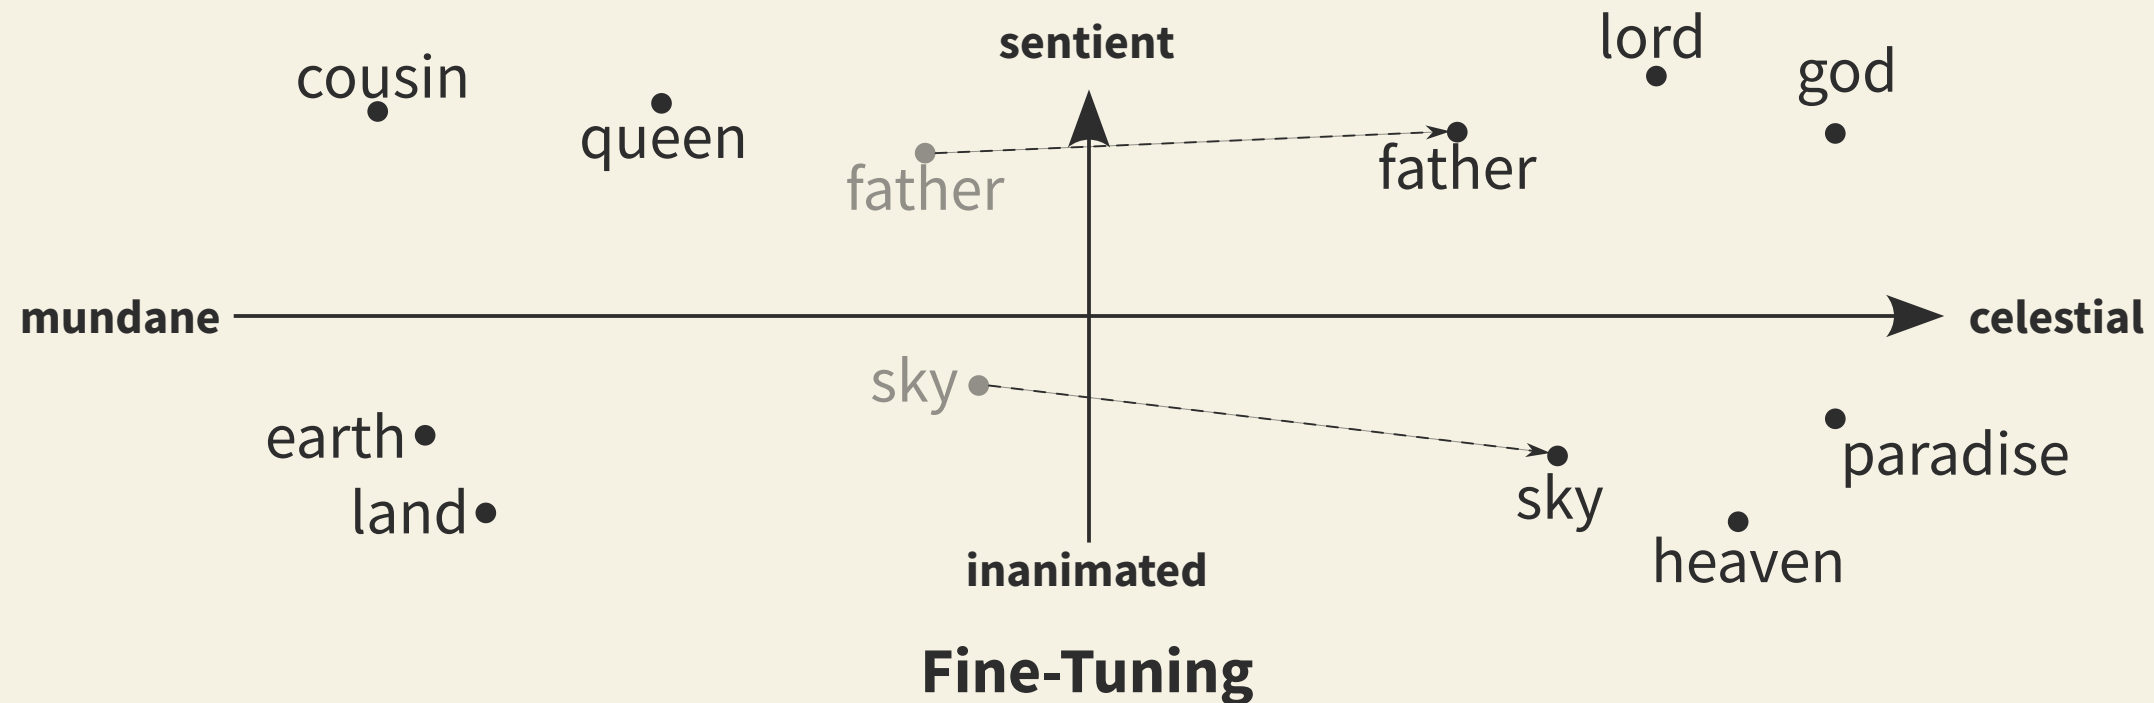 lord
sentient
god
cousin
queen
father
father
mundane
celestial
sky
earth
paradise
land
sky
heaven
inanimated
Fine-Tuning